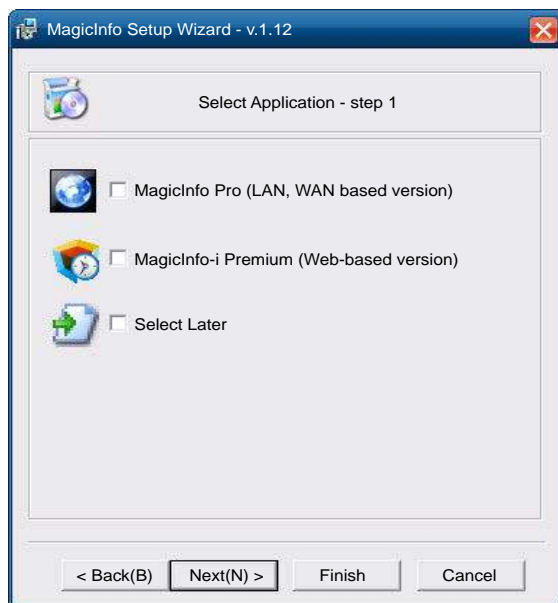 MagicInfo Setup Wizard - v.1.12
Select Application - step 1
MagicInfo Pro (LAN, WAN based version)
MagicInfo-i Premium (Web-based version)
Select Later
< Back(B) Next(N) > Finish Cancel